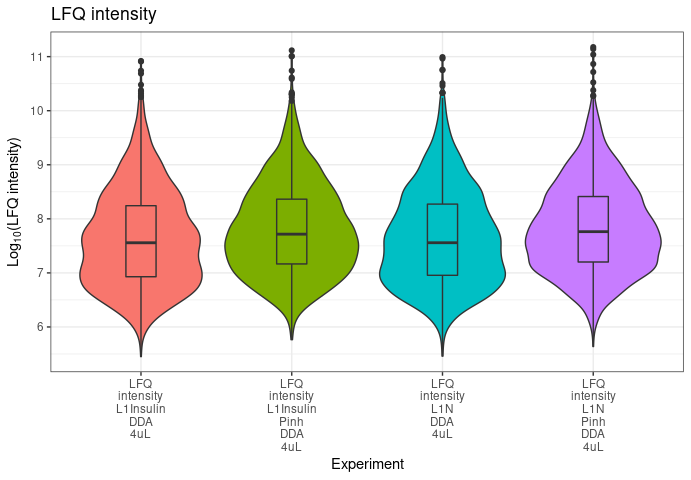 LFQ intensity
Log10(LFQ intensity)
11
10
9
8
7
6
LFQ
intensity
L1Insulin
DDA
4uL
LFQ
intensity
L1Insulin
Pinh
DDA
4uL
LFQ
intensity
L1N
DDA
4uL
LFQ
intensity
L1N
Pinh
DDA
4uL
Experiment